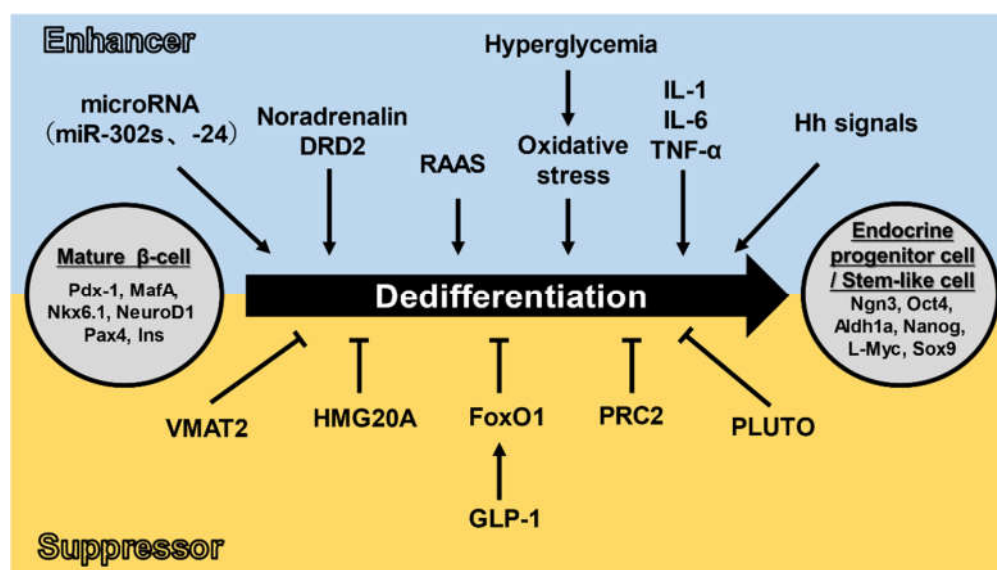 Enhancer
Hyperglycemia
microRNA
(miR-302s、-24)
Noradrenalin
DRD2
RAAS
Oxidative
stress
IL-1
IL-6
TNF-α
Hh signals
Mature β-cell
Pdx-1, MafA,
Nkx6.1, NeuroD1
Pax4, Ins
Dedifferentiation
Endocrine
progenitor cell
/ Stem-like cell
Ngn3, Oct4,
Aldh1a, Nanog,
L-Myc, Sox9
VMAT2
HMG20A
FoxO1
PRC2
PLUTO
GLP-1
Suppressor